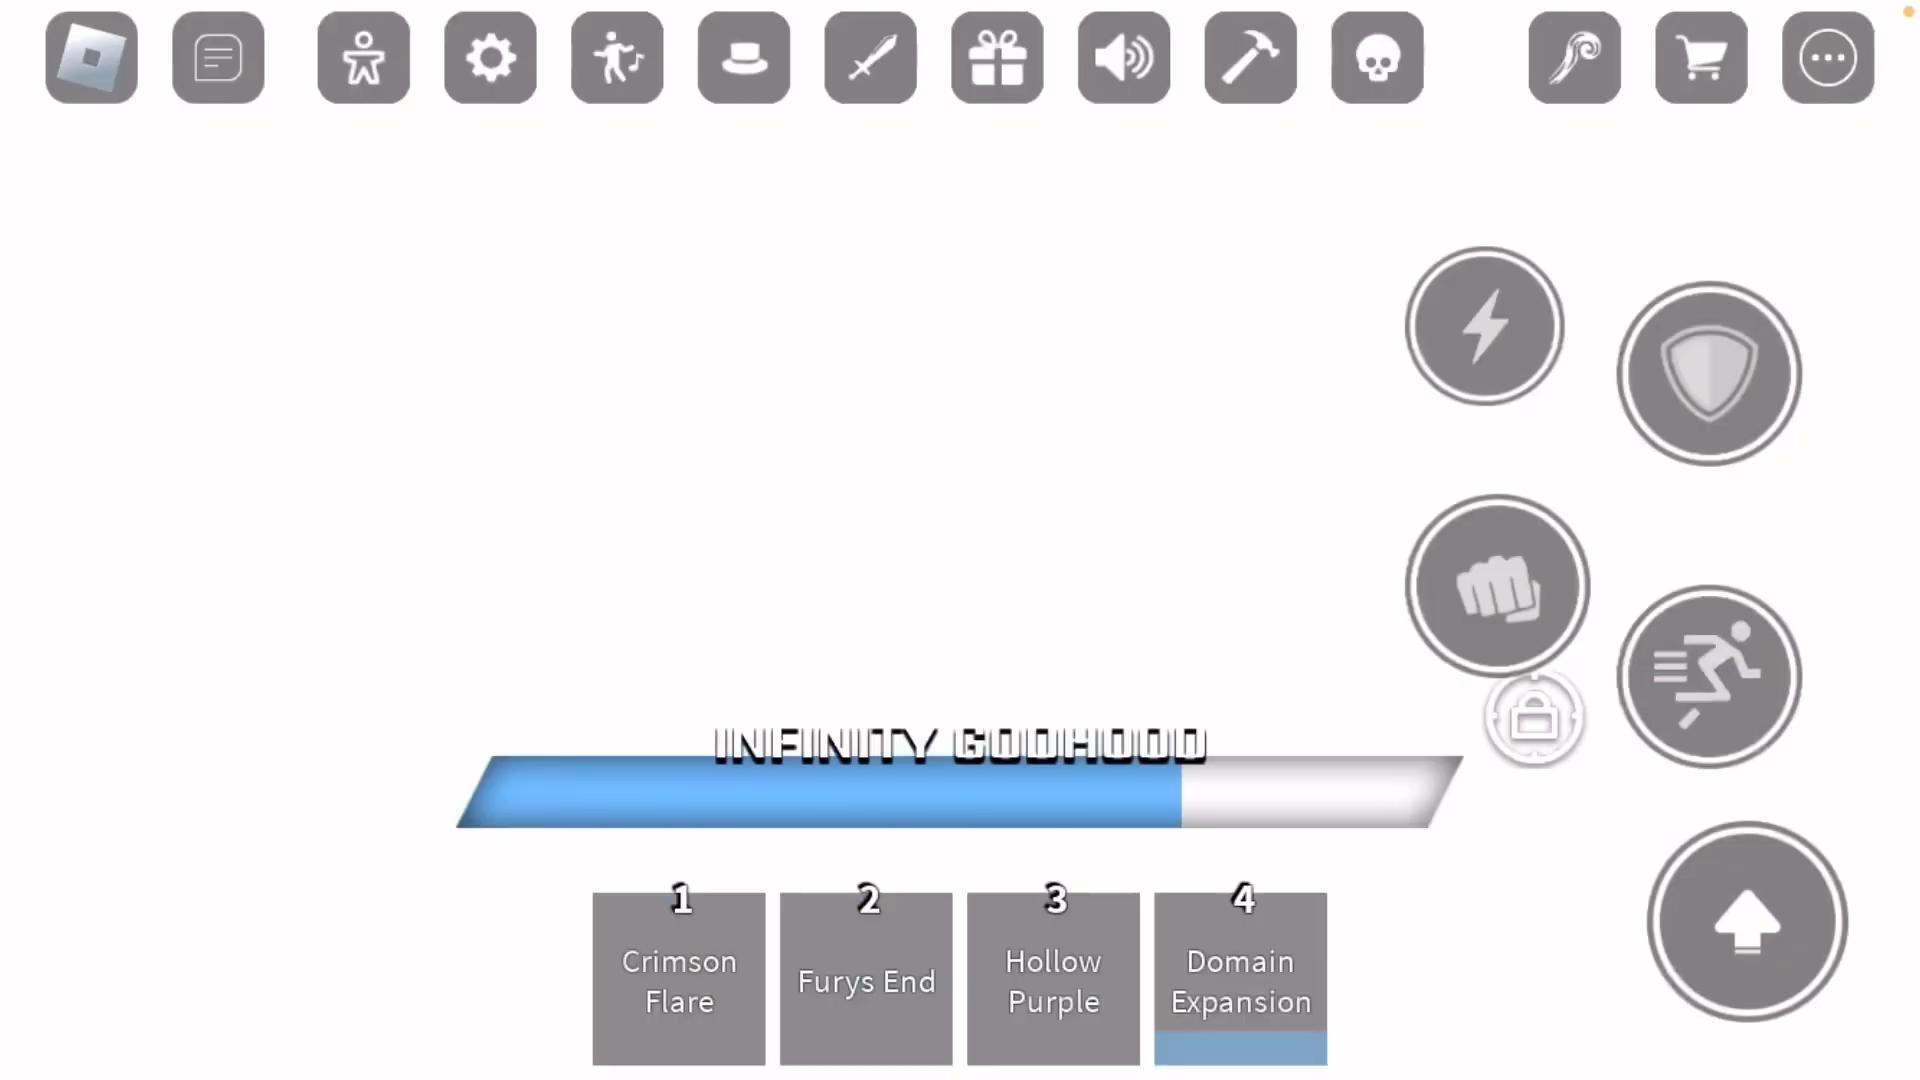 INFINITY GODHOOD
1
2
3
4
Crimson
Flare
Furys End
Hollow
Purple
Domain
Expansion